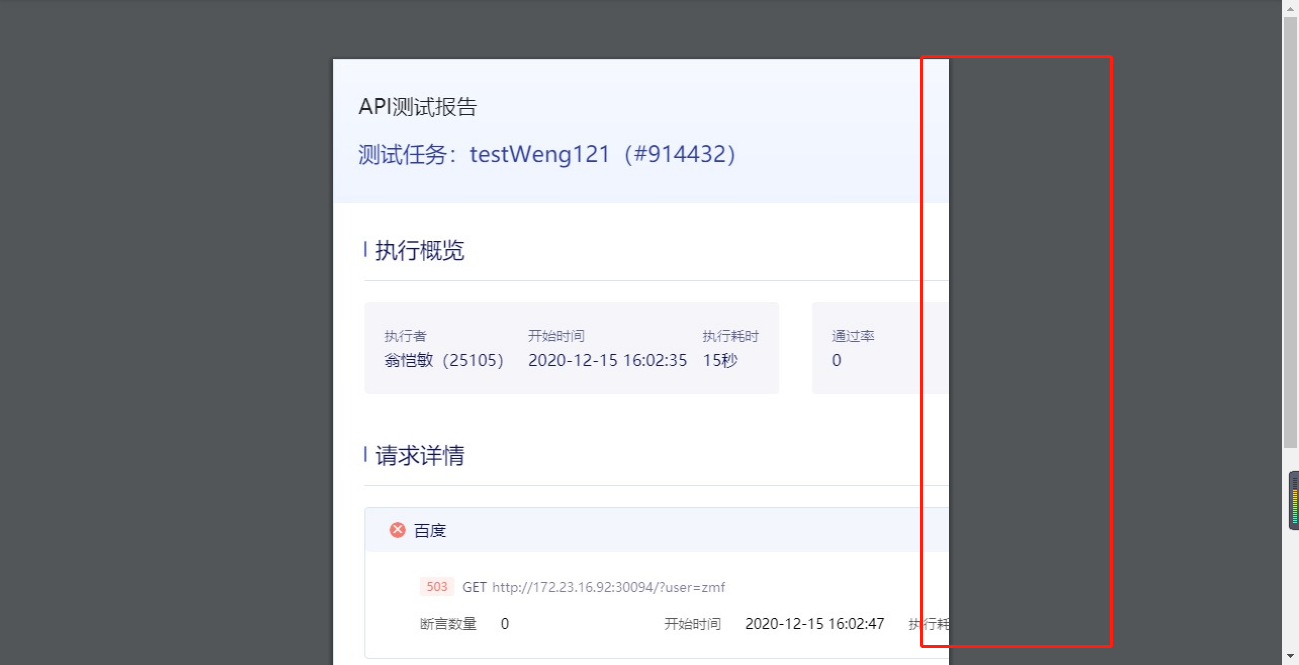 API测试报告
测试任务：testWeng121（#914432）
执行概览
执行者 开始时间 执行耗时 通过率
翁恺敏（25105） 2020-12-15 16:02:35 15秒 0
请求详情
百度
503 GET http://172.23.16.92:30094/?user=zmf
断言数量 0 开始时间 2020-12-15 16:02:47 执行耗